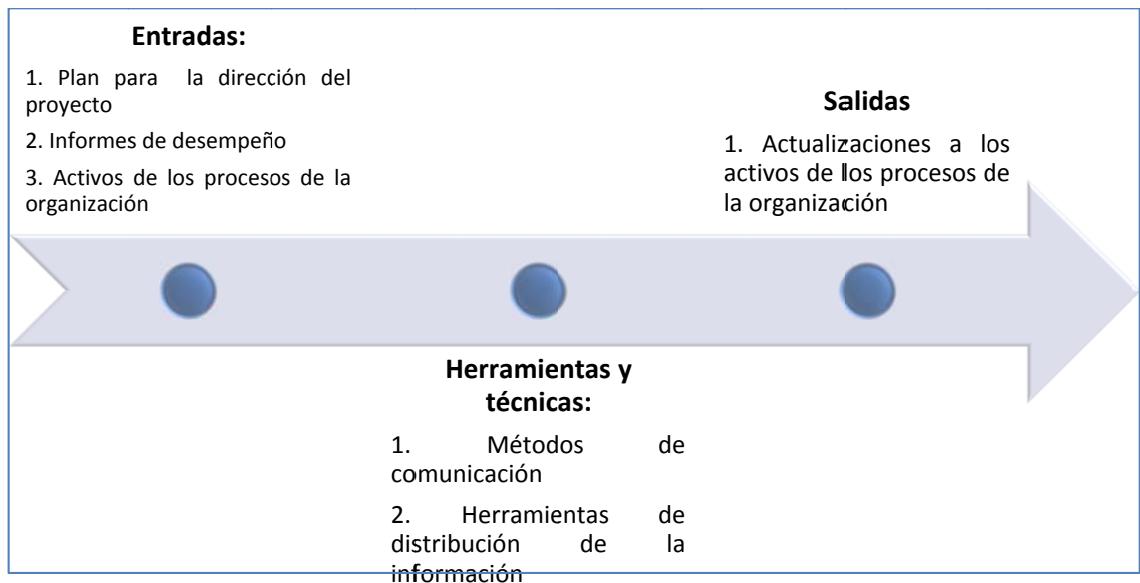 Entradas:
1. Plan para la dirección del
proyecto
2. Informes de desempeño
3. Activos de los procesos de la
organización
Salidas
1. Actualizaciones a los
activos de los procesos de
la organización
Herramientas y
técnicas:
1. Métodos de
comunicación
2. Herramientas de
distribución de la
información